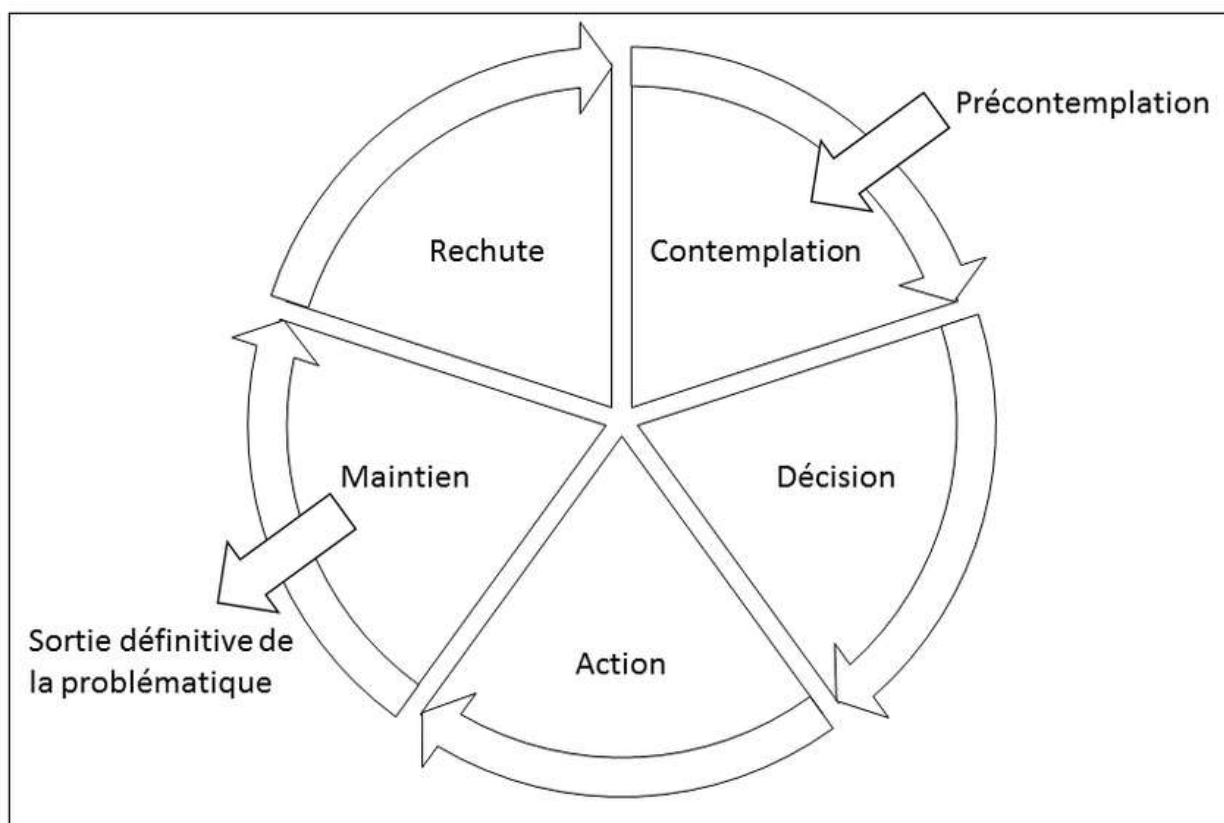 Précontemplation
Rechute
Contemplation
Maintien
Décision
Action
Sortie définitive de
la problématique